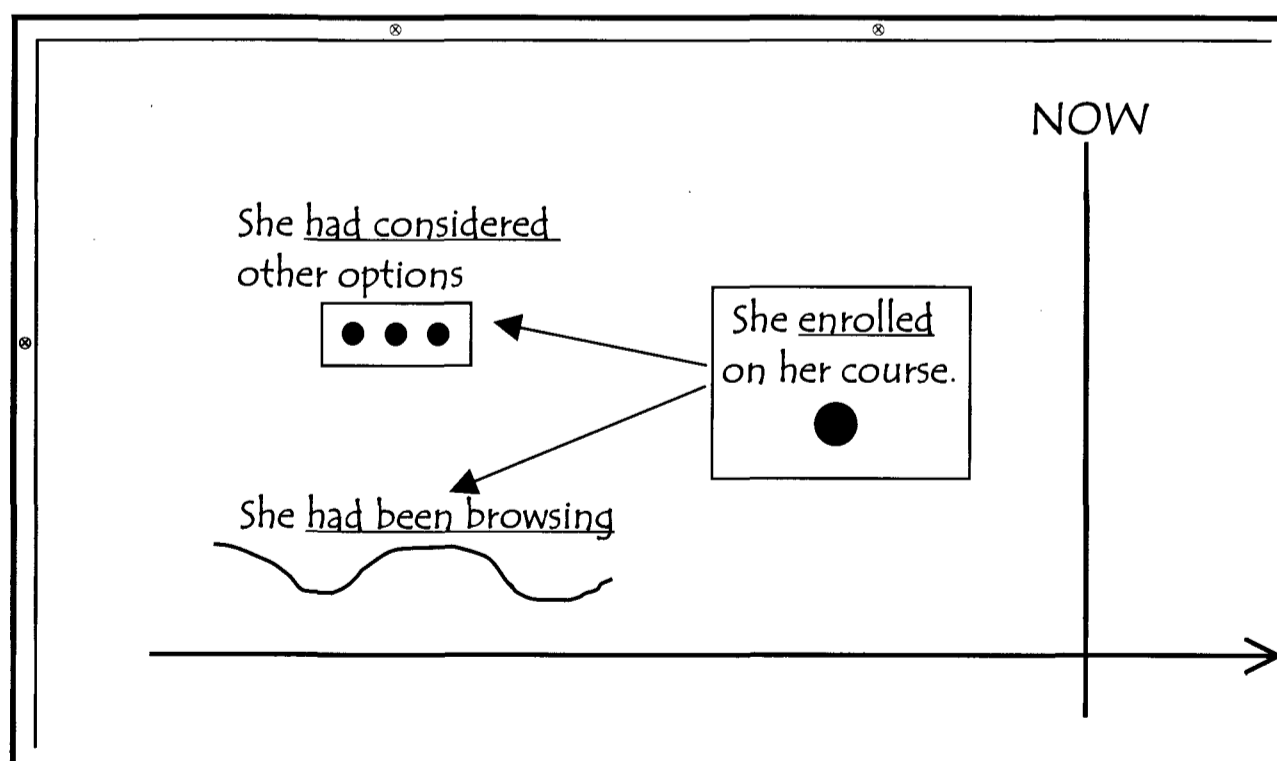 NOW
She had considered
other options
She enrolled
on her course.
She had been browsing